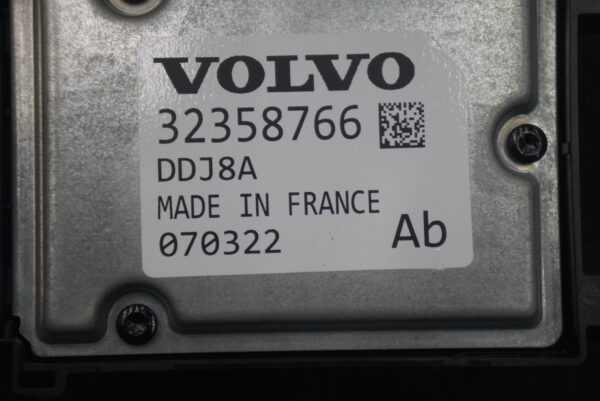 VOLVO
32358766
DDJ8A
MADE IN FRANCE
070322 Ab